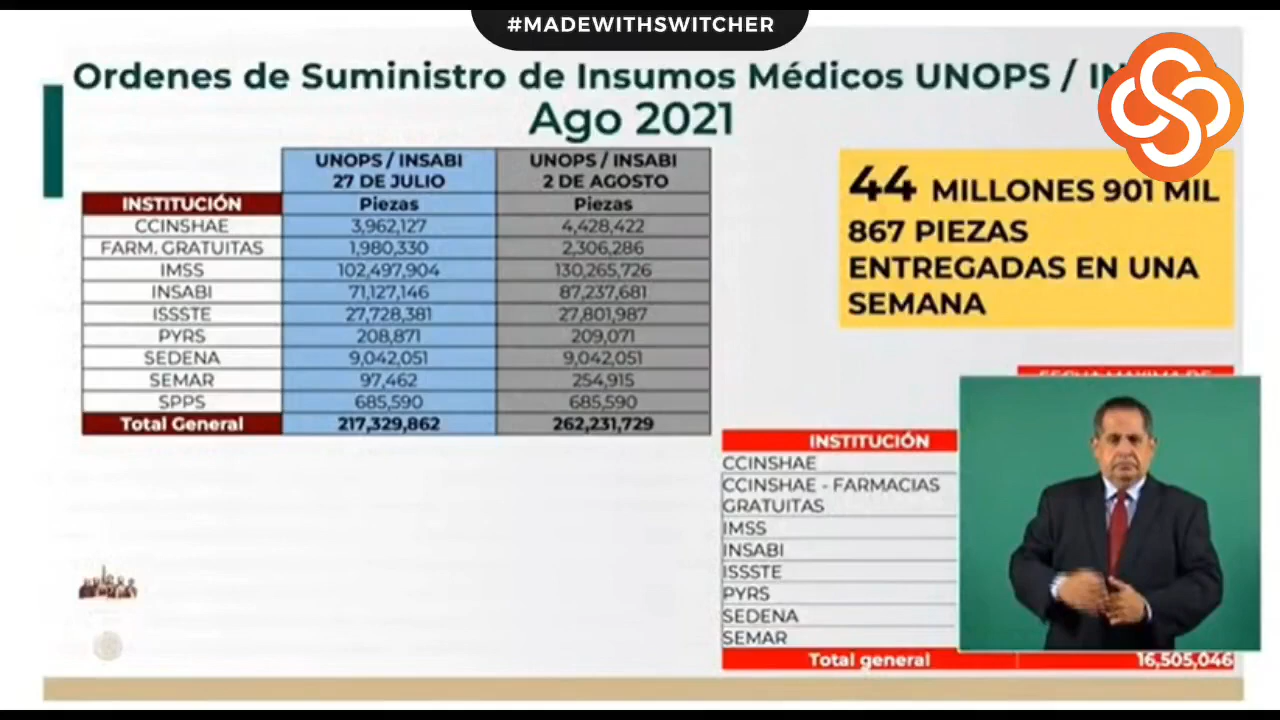 #MADEWITHSWITCHER
Ordenes de Suministro de Insumos Médicos UNOPS /
Ago 2021
UNOPS / INSABI UNOPS / INSABI
27 DE JULIO 2 DE AGOSTO
INSTITUCIÓN Piezas Piezas
CCINSHAE 3,962,127 4,428,422
FARM. GRATUITAS 1,980,330 2,306,286
IMSS 102,497,904 130,265,726
INSABI 71,127,146 87,237,681
ISSSTE 27,728,381 27,801,987
PYRS 208,871 209,071
SEDENA 9,042,051 9,042,051
SEMAR 97,462 254,915
SPPS 685,590 685,590
Total General 217,329,862 262,231,729
44 MILLONES 901 MIL
867 PIEZAS
ENTREGADAS EN UNA
SEMANA
FECHA MAXIMA DE
INSTITUCIÓN
CCINSHAE
CCINSHAE - FARMACIAS
GRATUITAS
IMSS
INSABI
ISSSTE
PYRS
SEDENA
SEMAR
Total general 16,505,046